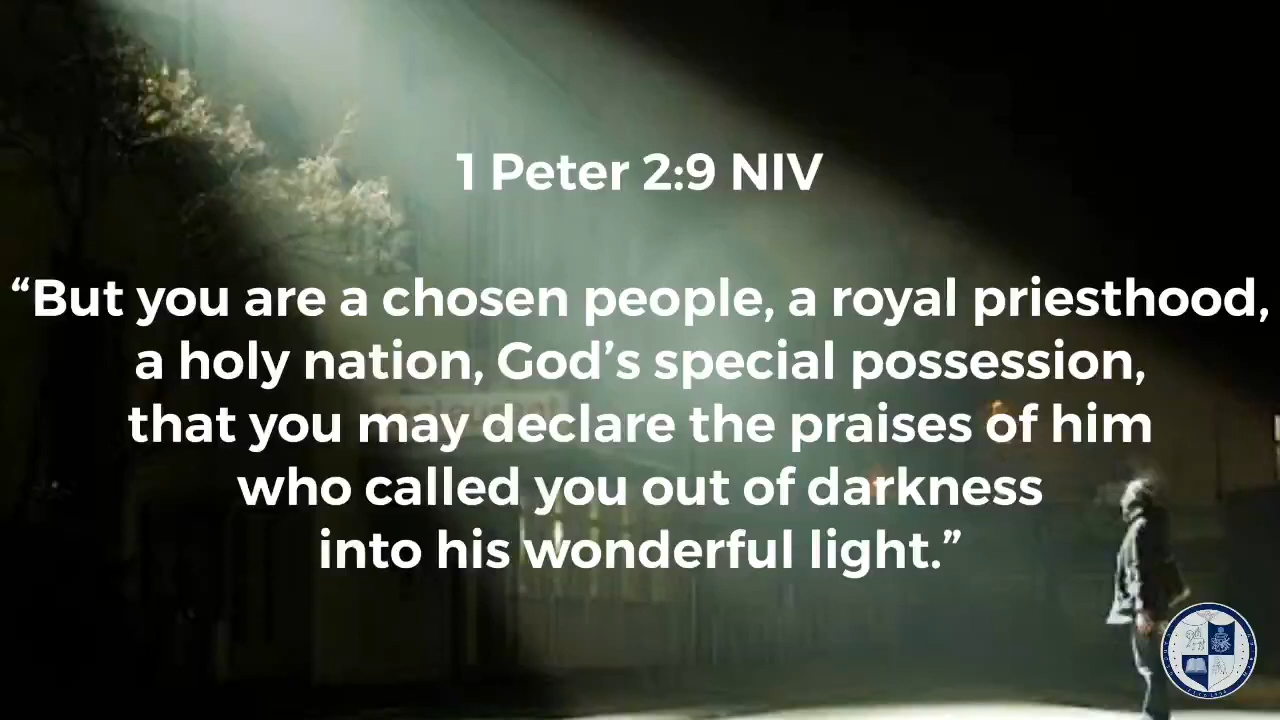 1 Peter 2:9 NIV
“But you are a chosen people, a royal priesthood,
a holy nation, God’s special possession,
that you may declare the praises of him
who called you out of darkness
into his wonderful light.”